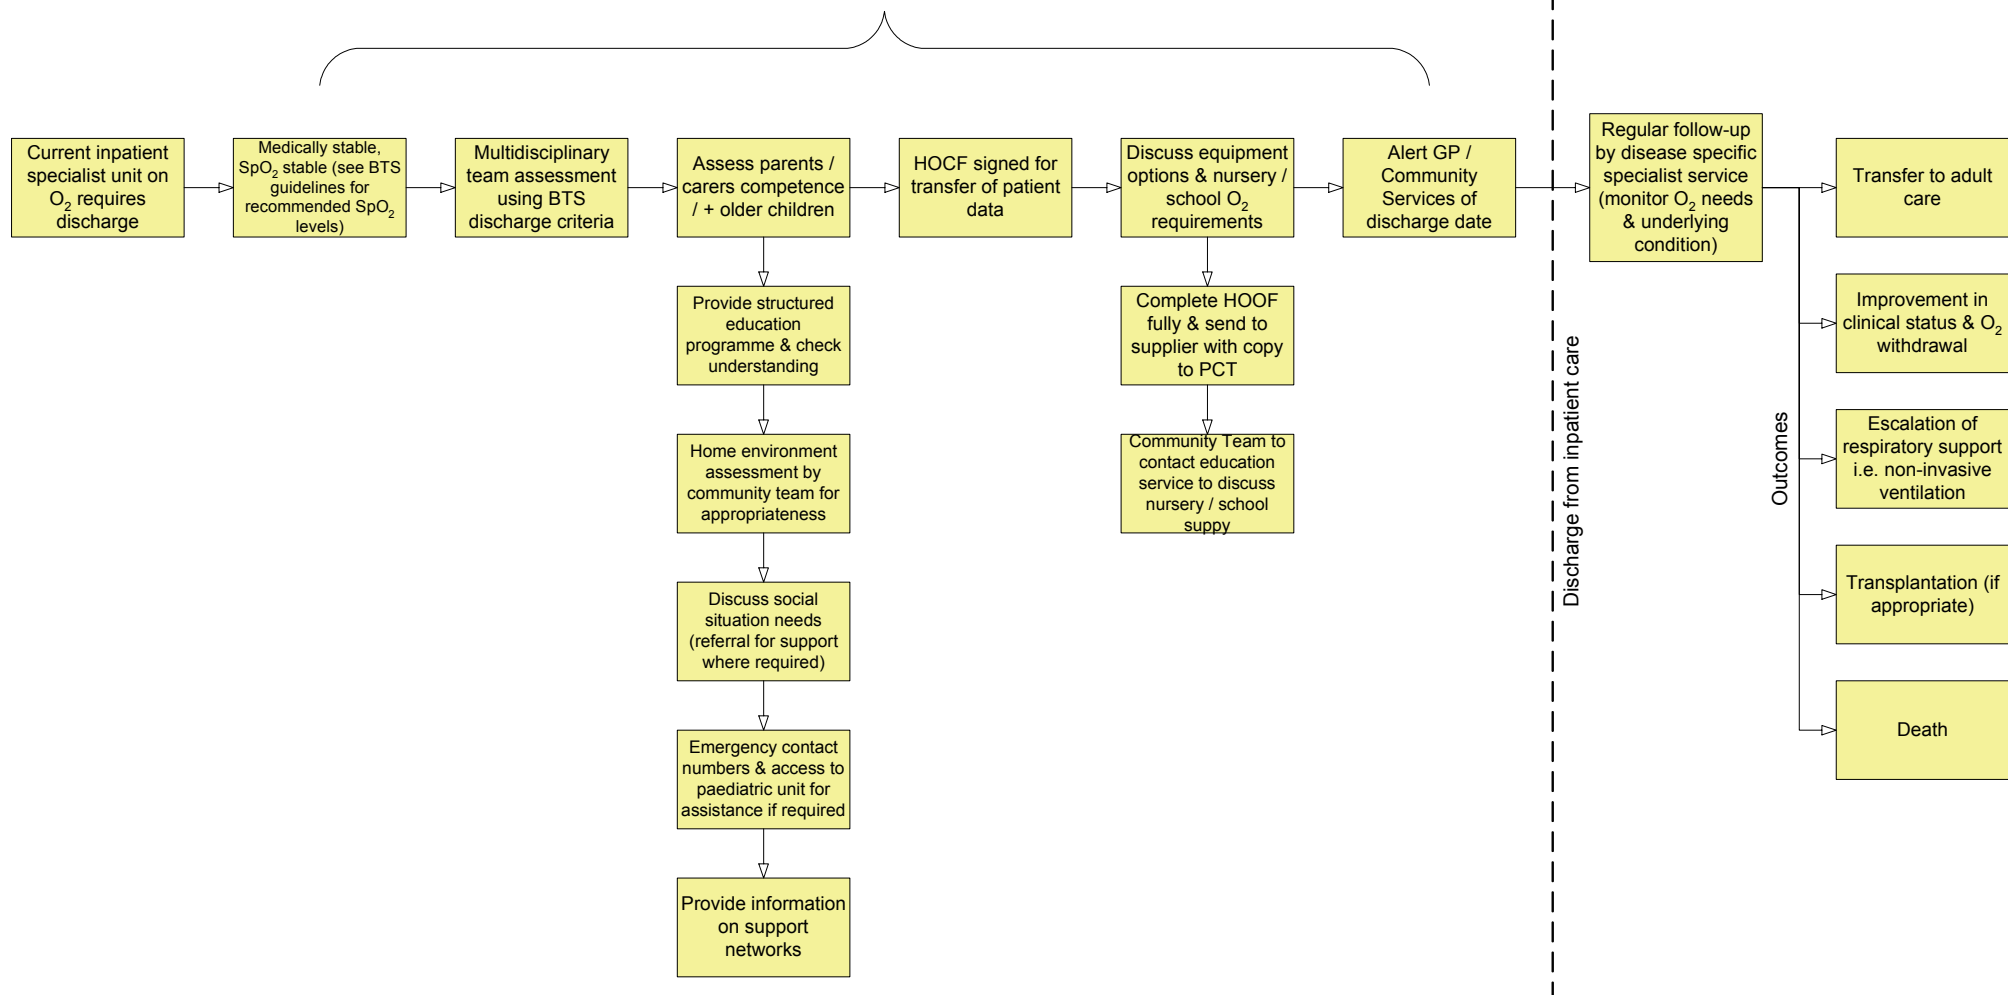 Current inpatient
specialist unit on
O2 requires
discharge
Medically stable,
SpO2 stable (see BTS
guidelines for
recommended SpO2
levels)
Multidisciplinary
team assessment
using BTS
discharge criteria
Assess parents /
carers competence
/ + older children
HOCF signed for
transfer of patient
data
Discuss equipment
options & nursery /
school O2
requirements
Alert GP /
Community
Services of
discharge date
Provide structured
education
programme & check
understanding
Home environment
assessment by
community team for
appropriateness
Discuss social
situation needs
(referral for support
where required)
Emergency contact
numbers & access to
paediatric unit for
assistance if required
Provide information
on support
networks
Complete HOOF
fully & send to
supplier with copy
to PCT
Community Team to
contact education
service to discuss
nursery / school
suppy
Discharge from inpatient care
Regular follow-up
by disease specific
specialist service
(monitor O2 needs
& underlying
condition)
Outcomes
Transfer to adult
care
Improvement in
clinical status & O2
withdrawal
Escalation of
respiratory support
i.e. non-invasive
ventilation
Transplantation (if
appropriate)
Death